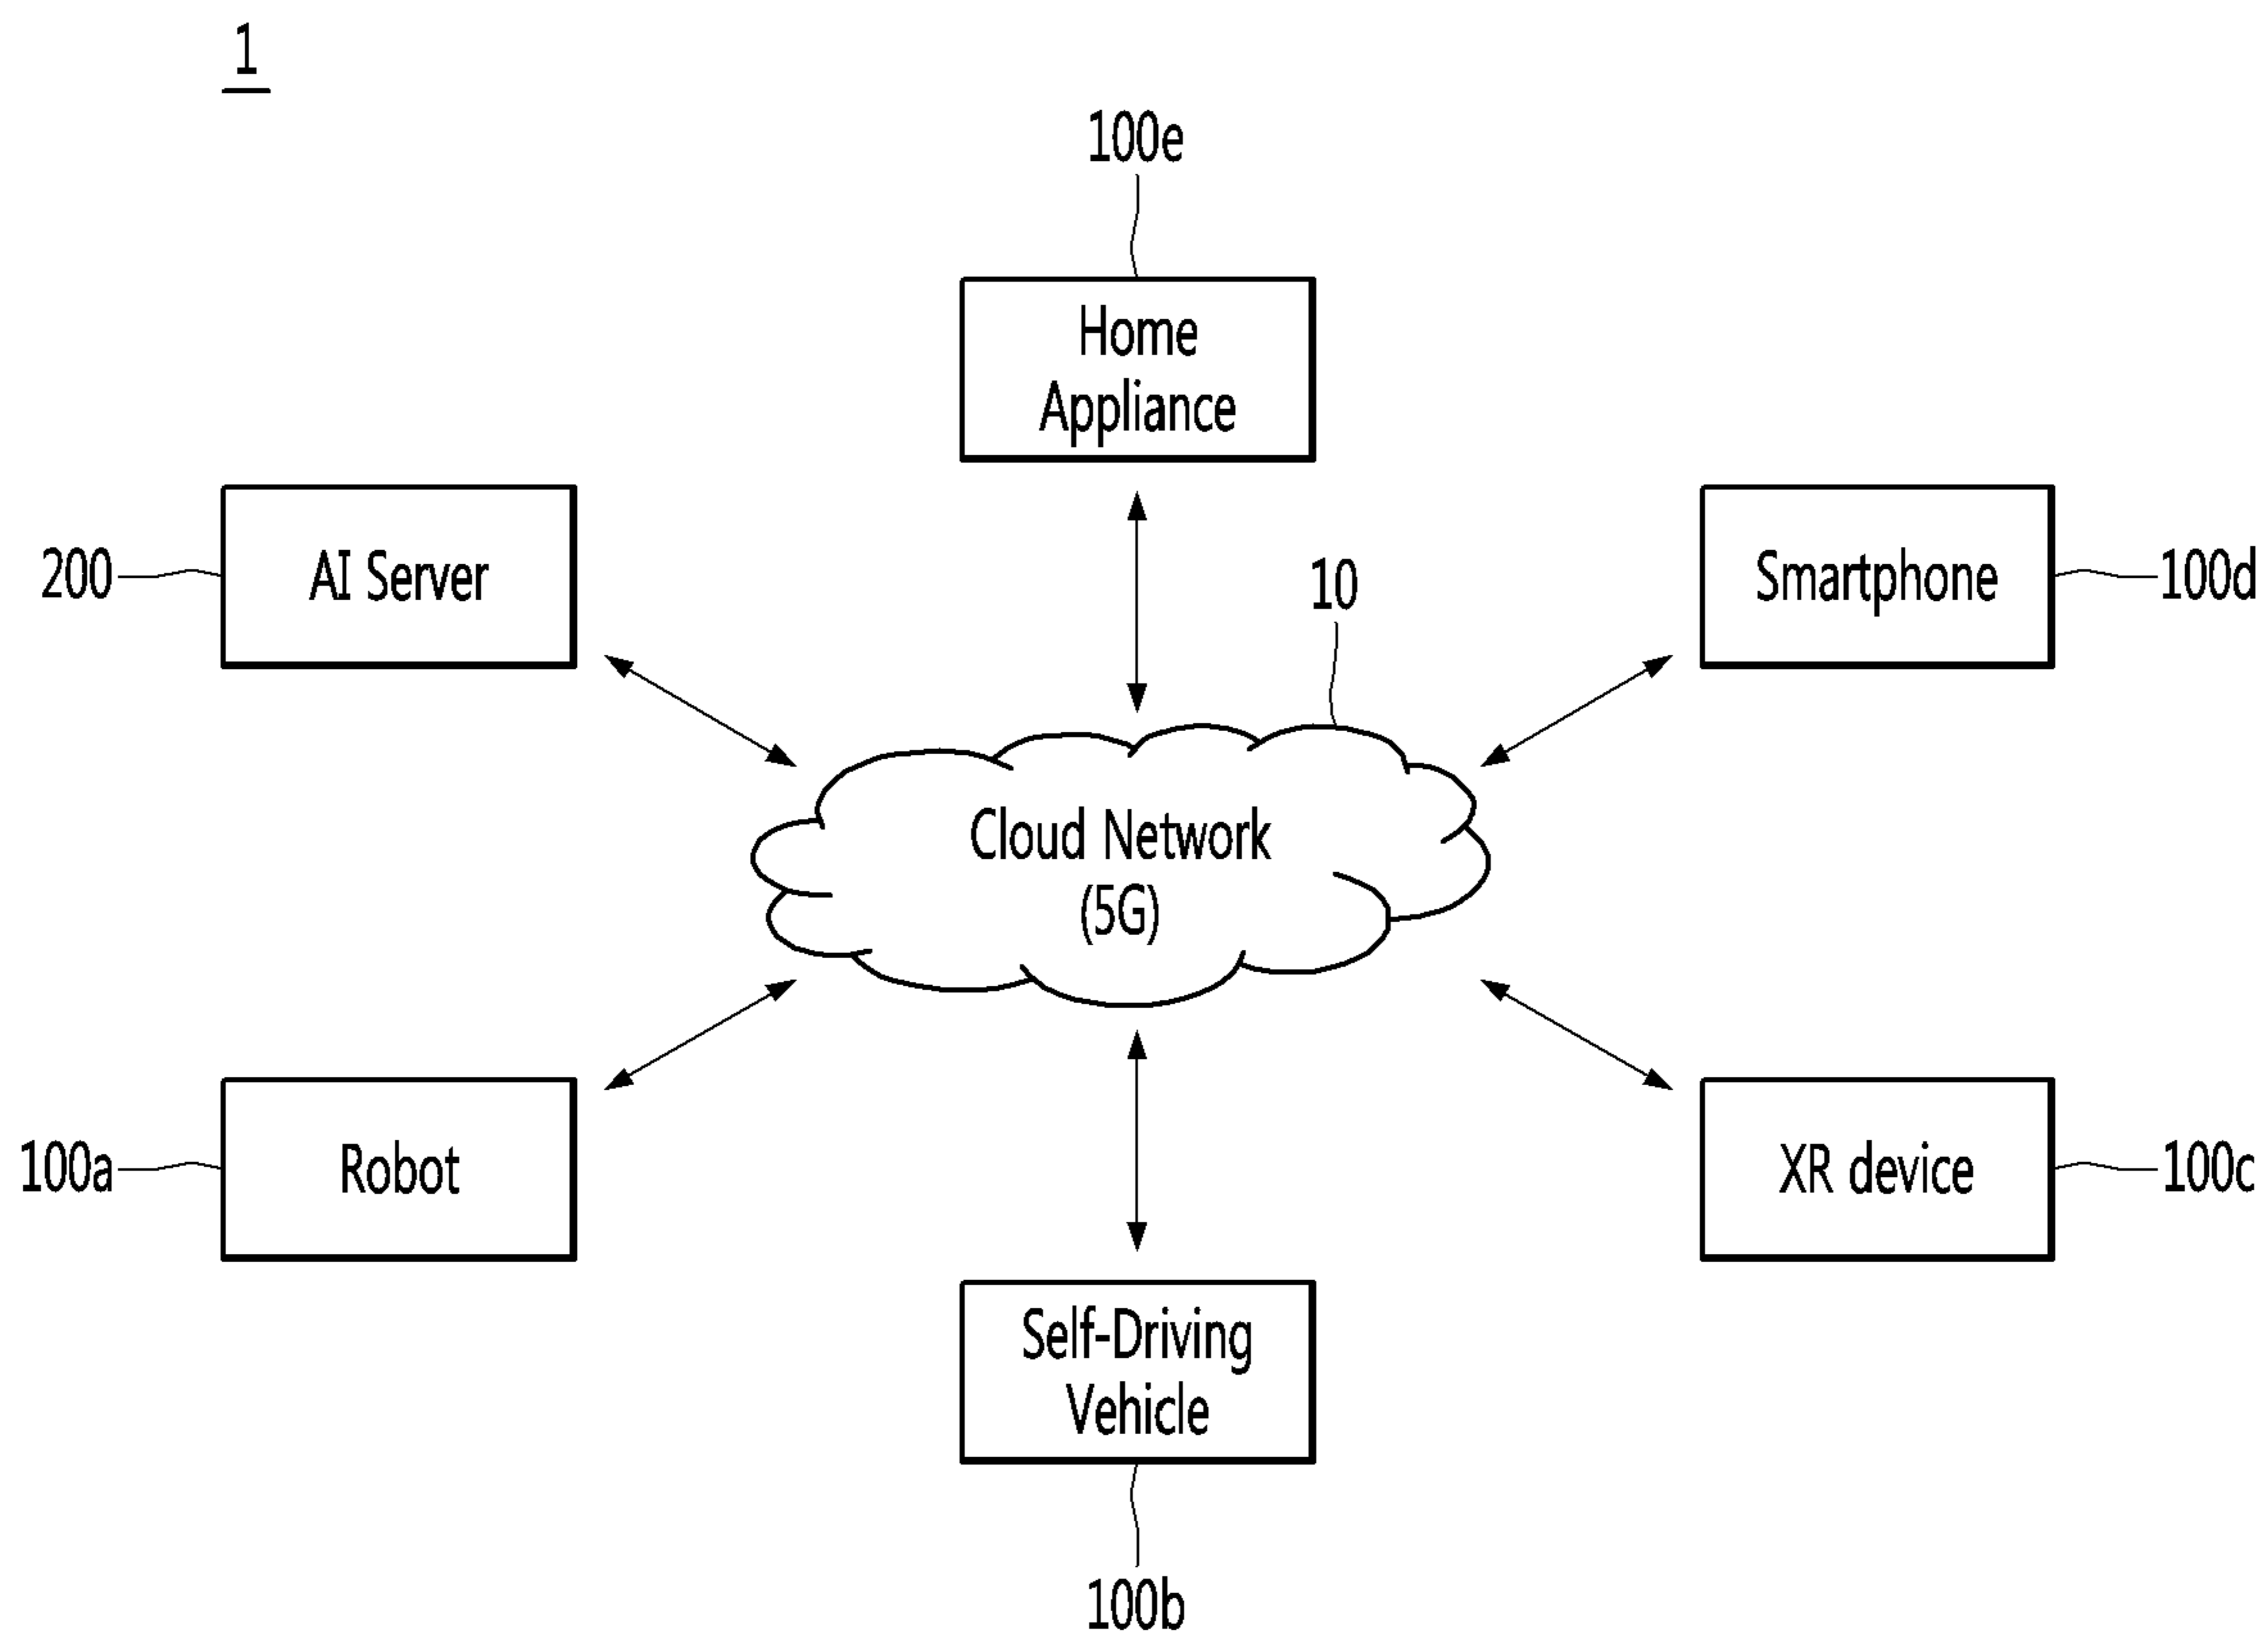 1
100e
Home
Appliance
200
AI Server
10
Smartphone
100d
Cloud Network
(5G)
100a
Robot
XR device
100c
Self-Driving
Vehicle
100b